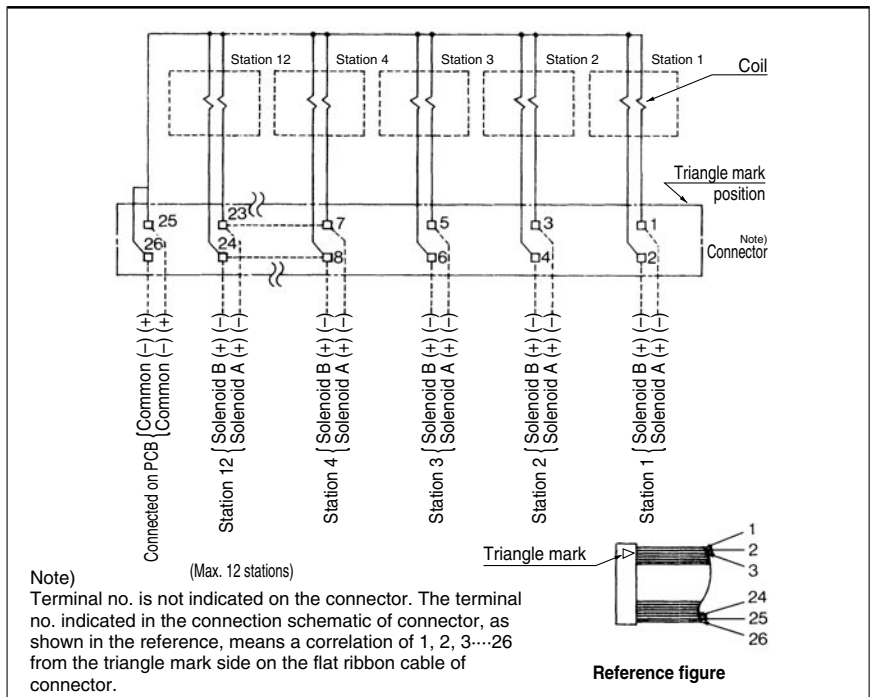 Station 12
Station 4
Station 3
Station 2
Station 1
Coil
Triangle mark
position
25
23
7
5
3
1
Note)
Connector
26
24
8
6
4
2
Connected on PCB { Common (−) (+)
Common (−) (+)
Station 12 { Solenoid B (+) (−)
Solenoid A (+) (−)
Station 4 { Solenoid B (+) (−)
Solenoid A (+) (−)
Station 3 { Solenoid B (+) (−)
Solenoid A (+) (−)
Station 2 { Solenoid B (+) (−)
Solenoid A (+) (−)
Station 1 { Solenoid B (+) (−)
Solenoid A (+) (−)
(Max. 12 stations)
Triangle mark
1
2
3
24
25
26
Reference figure
Note)
Terminal no. is not indicated on the connector. The terminal
no. indicated in the connection schematic of connector, as
shown in the reference, means a correlation of 1, 2, 3····26
from the triangle mark side on the flat ribbon cable of
connector.